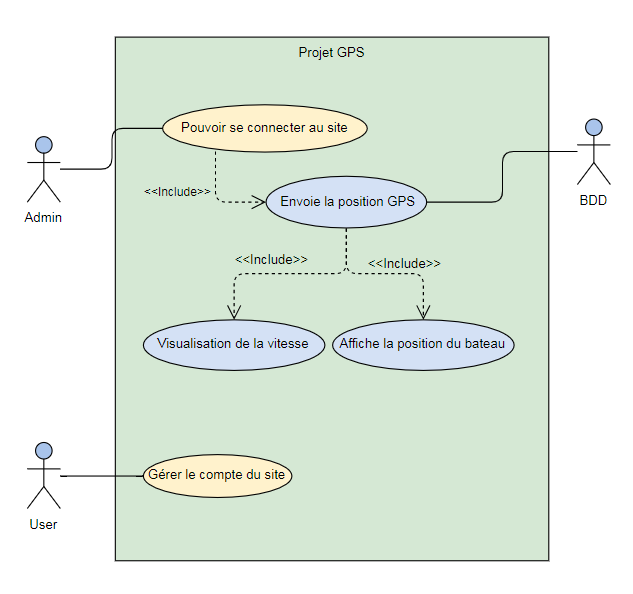 Projet GPS
Pouvoir se connecter au site
<<Include>>
Envoie la position GPS
BDD
Admin
<<Include>>
<<Include>>
Visualisation de la vitesse
Affiche la position du bateau
Gérer le compte du site
User